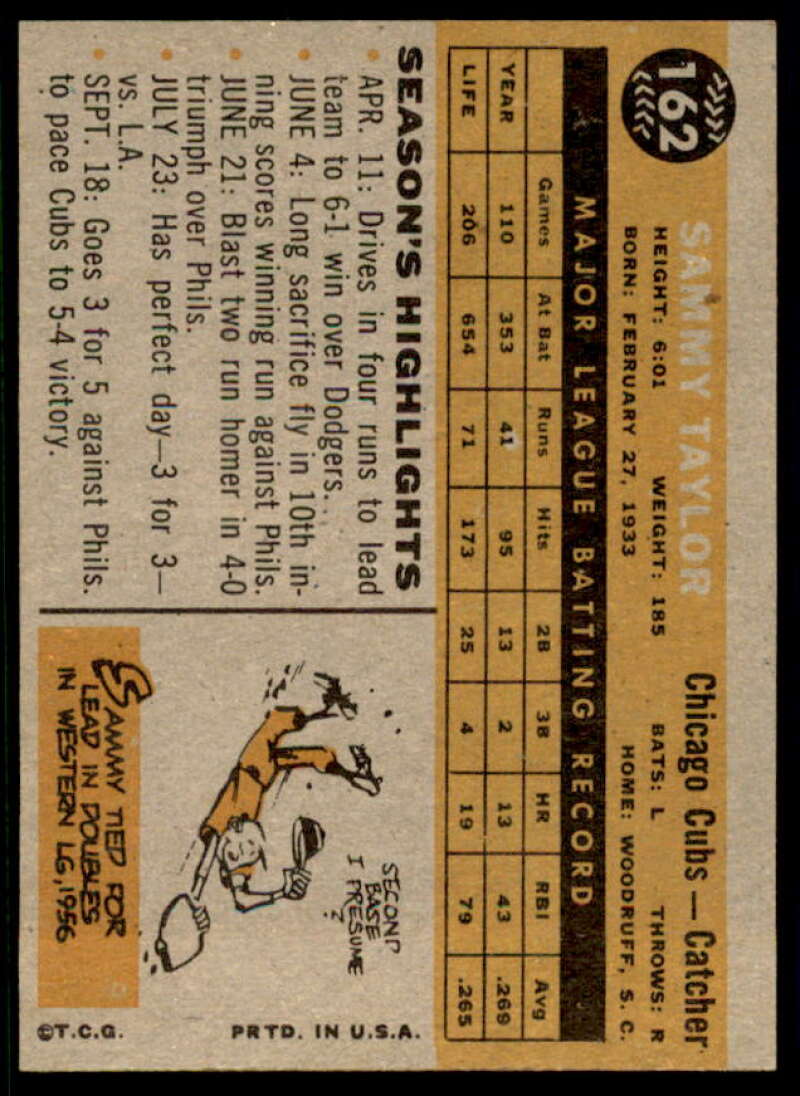 162
SAMMY TAYLOR Chicago Cubs — Catcher
HEIGHT: 6:01 WEIGHT: 185 BATS: L THROWS: R
BORN: FEBRUARY 27, 1933 HOME: WOODRUFF, S. C.
MAJOR LEAGUE BATTING RECORD
Games At Bat Runs Hits 2B 3B HR RBI Avg
YEAR 110 353 41 95 13 2 13 43 .269
LIFE 206 654 71 173 25 4 19 79 .265
SEASON'S HIGHLIGHTS
• APR. 11: Drives in four runs to lead
team to 6-1 win over Dodgers.
• JUNE 4: Long sacrifice fly in 10th in-
ning scores winning run against Phils.
• JUNE 21: Blast two run homer in 4-0
triumph over Phils.
• JULY 23: Has perfect day—3 for 3—
vs. L.A.
• SEPT. 18: Goes 3 for 5 against Phils.
to pace Cubs to 5-4 victory.
SECOND
BASE
I PRESUME
?
SAMMY TIED FOR
LEAD IN DOUBLES
IN WESTERN LG, 1956
©T.C.G. PRTD. IN U.S.A.